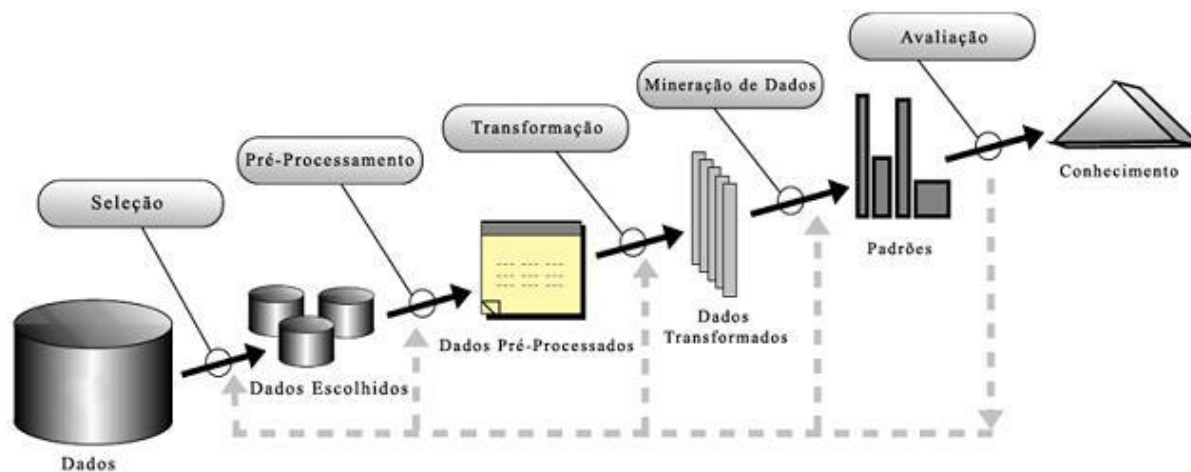 Avaliação
Mineração de Dados
Transformação
Pré-Processamento
Seleção
Conhecimento
Padrões
Dados
Transformados
Dados Pré-Processados
Dados Escolhidos
Dados